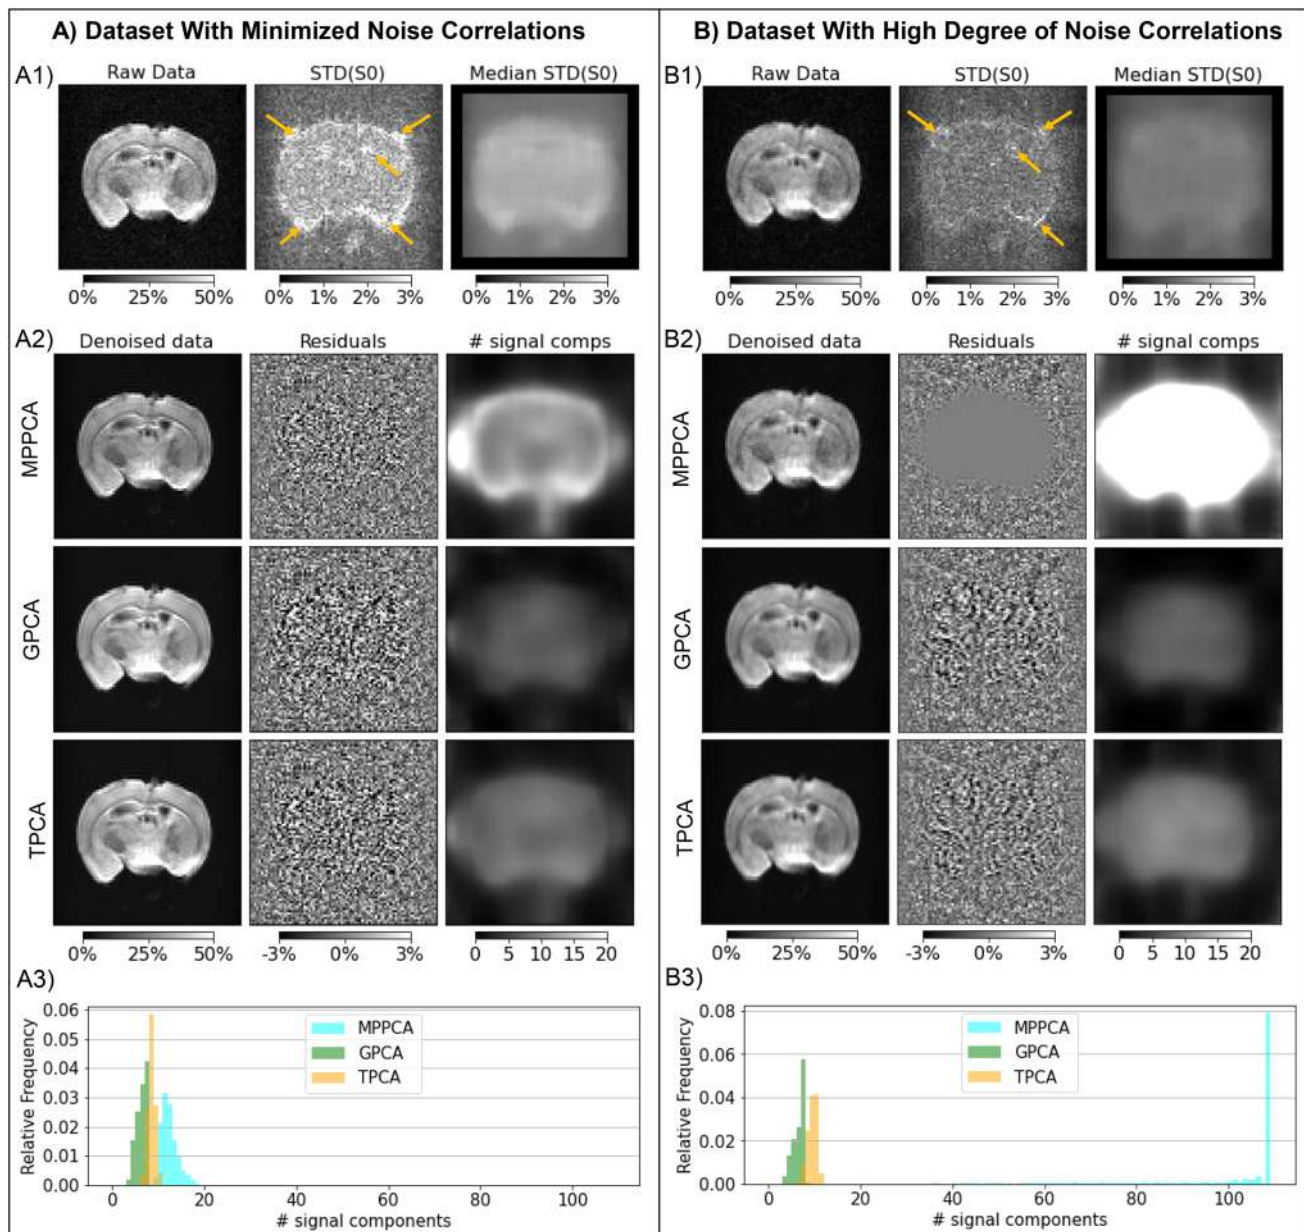 A) Dataset With Minimized Noise Correlations
A1) Raw Data STD(S0) Median STD(S0)
0% 25% 50% 0% 1% 2% 3% 0% 1% 2% 3%
A2) Denoised data Residuals # signal comps
MPPCA
GPCA
TPCA
0% 25% 50% -3% 0% 3% 0 5 10 15 20
A3)
0.06
0.05
0.04
0.03
0.02
0.01
0.00
Relative Frequency
MPPCA
GPCA
TPCA
0 20 40 60 80 100
# signal components
B) Dataset With High Degree of Noise Correlations
B1) Raw Data STD(S0) Median STD(S0)
0% 25% 50% 0% 1% 2% 3% 0% 1% 2% 3%
B2) Denoised data Residuals # signal comps
MPPCA
GPCA
TPCA
0% 25% 50% -3% 0% 3% 0 5 10 15 20
B3)
0.08
0.06
0.04
0.02
0.00
Relative Frequency
MPPCA
GPCA
TPCA
0 20 40 60 80 100
# signal components